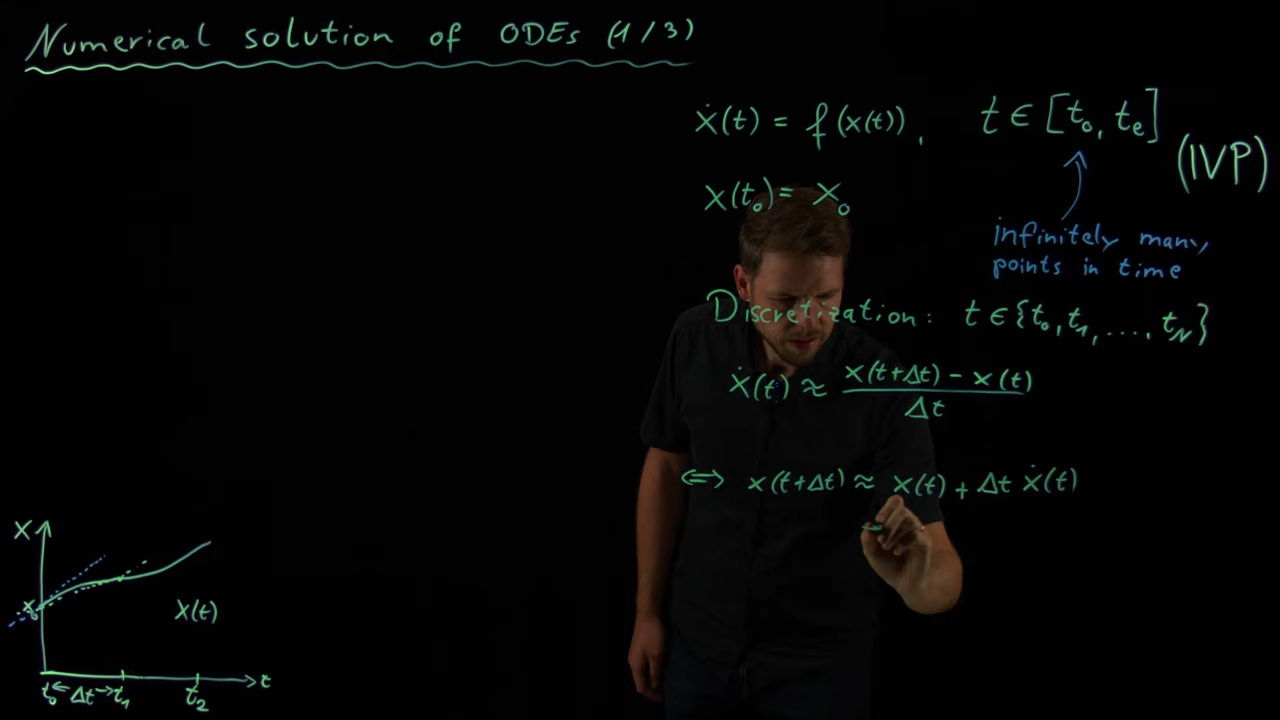 Numerical solution of ODEs (1/3)
ẋ(t) = f(x(t)), t ∈ [t₀, tₑ]
(IVP)
x(t₀) = x₀
infinitely many
points in time
Discretization: t ∈ {t₀, t₁, ..., t_N}
ẋ(t) ≈ (x(t+Δt) - x(t)) / Δt
⇔ x(t+Δt) ≈ x(t) + Δt ẋ(t)
x
x₀
x(t)
t₀ ←Δt→ t₁ t₂ t